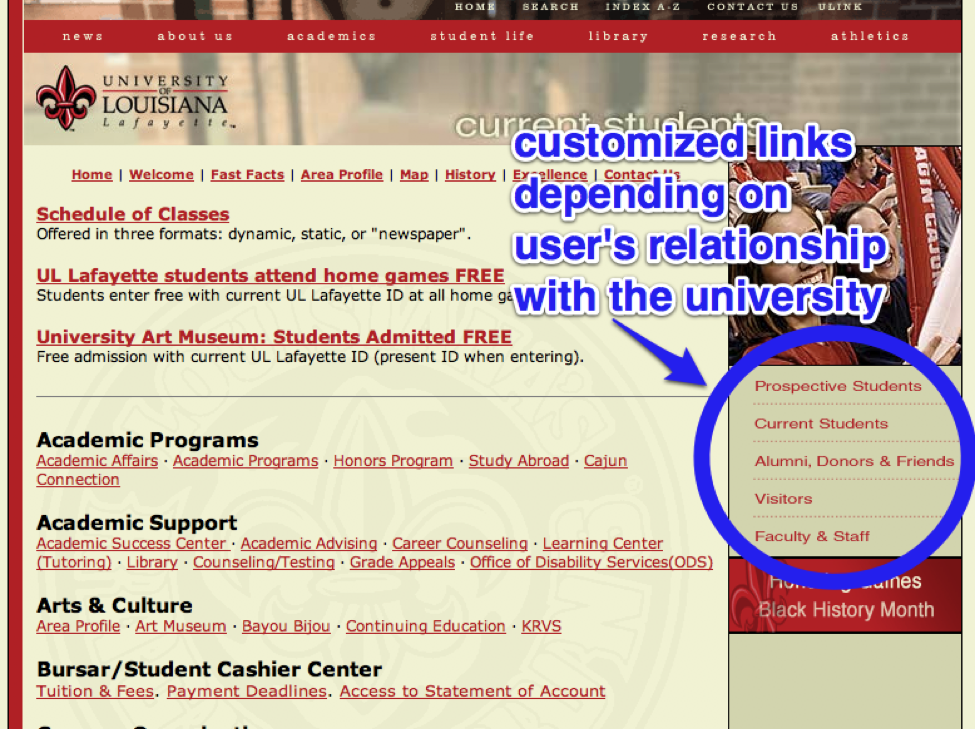 HOME SEARCH INDEX A-Z CONTACT US ULINK
news about us academics student life library research athletics
UNIVERSITY
OF
LOUISIANA
Lafayette
current students
customized links
depending on
user's relationship
with the university
Home | Welcome | Fast Facts | Area Profile | Map | History | Excellence | Contact Us
Schedule of Classes
Offered in three formats: dynamic, static, or "newspaper".
UL Lafayette students attend home games FREE
Students enter free with current UL Lafayette ID at all home
University Art Museum: Students Admitted FREE
Free admission with current UL Lafayette ID (present ID when entering).
RAGIN CAJUN
Prospective Students
Current Students
Alumni, Donors & Friends
Visitors
Faculty & Staff
Black History Month
Academic Programs
Academic Affairs · Academic Programs · Honors Program · Study Abroad · Cajun
Connection
Academic Support
Academic Success Center · Academic Advising · Career Counseling · Learning Center
(Tutoring) · Library · Counseling/Testing · Grade Appeals · Office of Disability Services(ODS)
Arts & Culture
Area Profile · Art Museum · Bayou Bijou · Continuing Education · KRVS
Bursar/Student Cashier Center
Tuition & Fees. Payment Deadlines. Access to Statement of Account